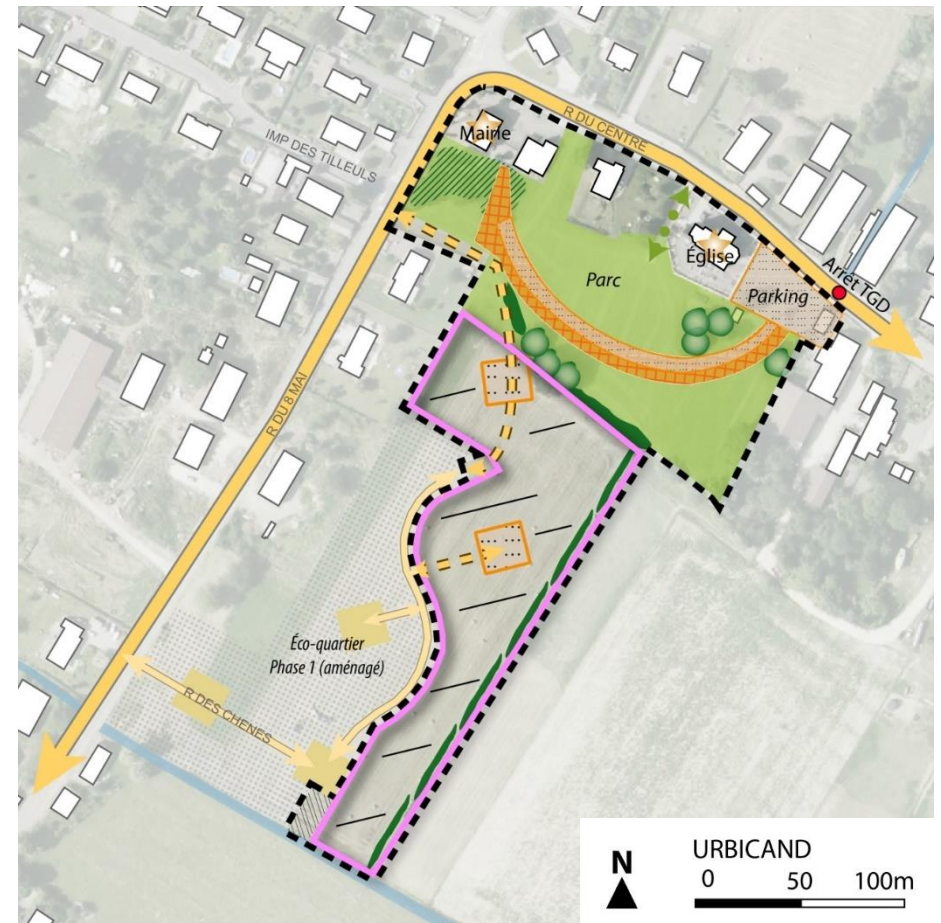 R DU CENTRE
Mairie
IMP DES TILLEULS
Église
Arrêt TGD
Parc
Parking
R DU 8 MAI
Éco-quartier
Phase 1 (aménagé)
R DES CHENES
N
URBICAND
0 50 100m